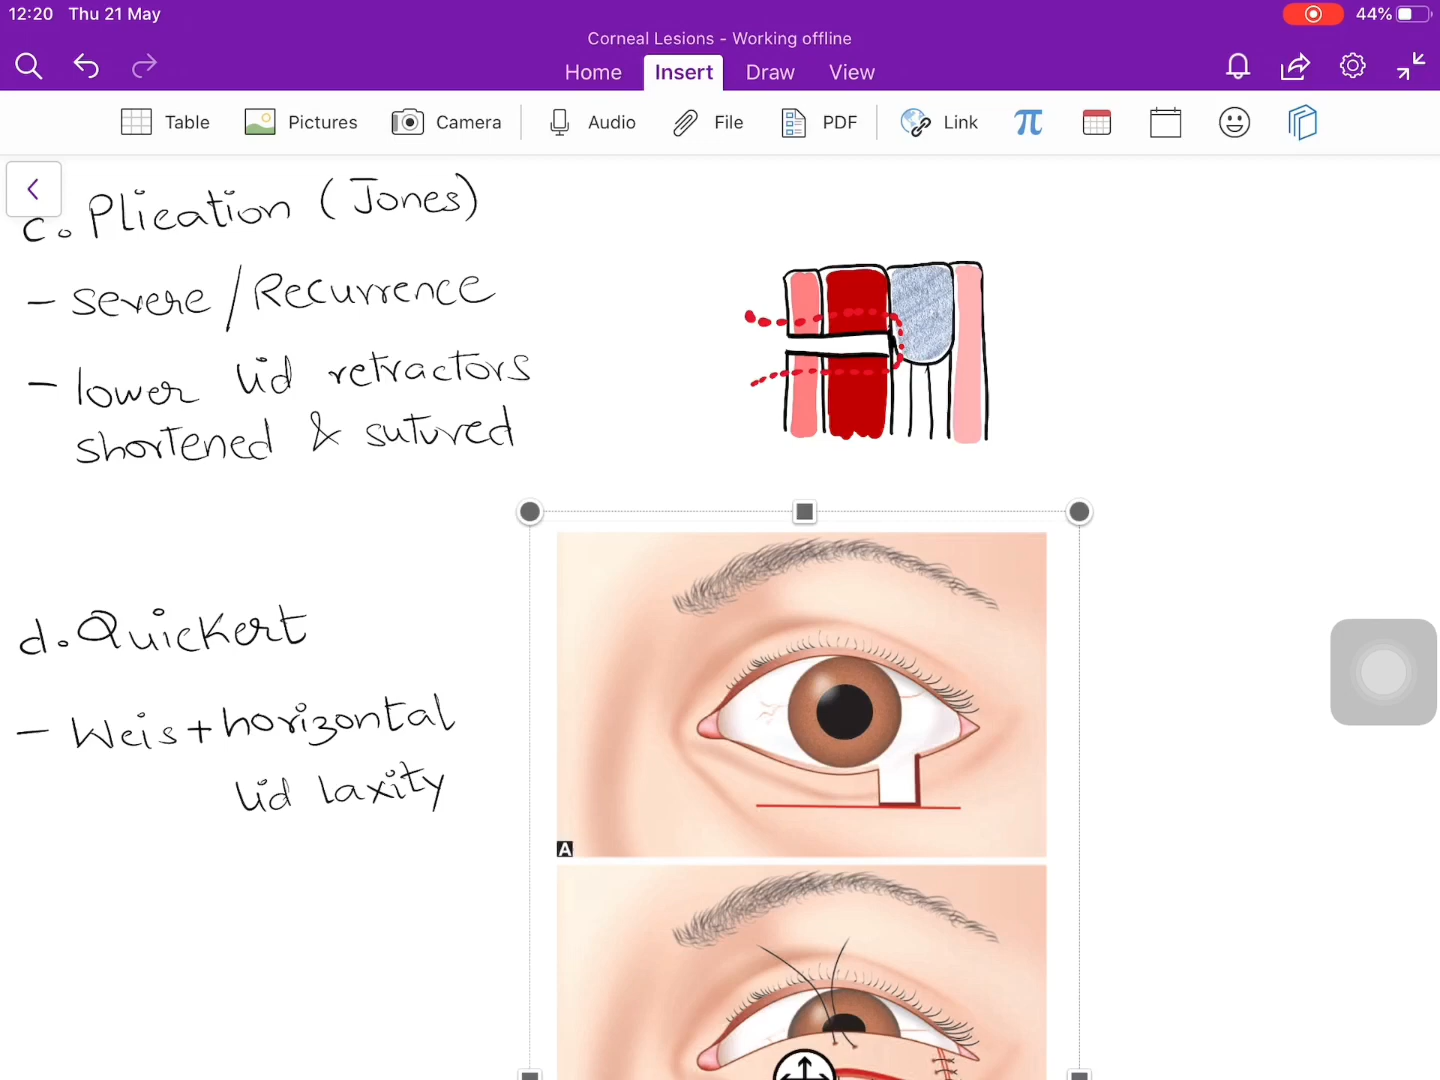 12:20 Thu 21 May 44%
Corneal Lesions - Working offline
Home Insert Draw View
Table Pictures Camera Audio File PDF Link
c. Plication (Jones)
- severe / Recurrence
- lower lid retractors
shortened & sutured
d. Quickert
- Weis + horizontal
lid laxity
A